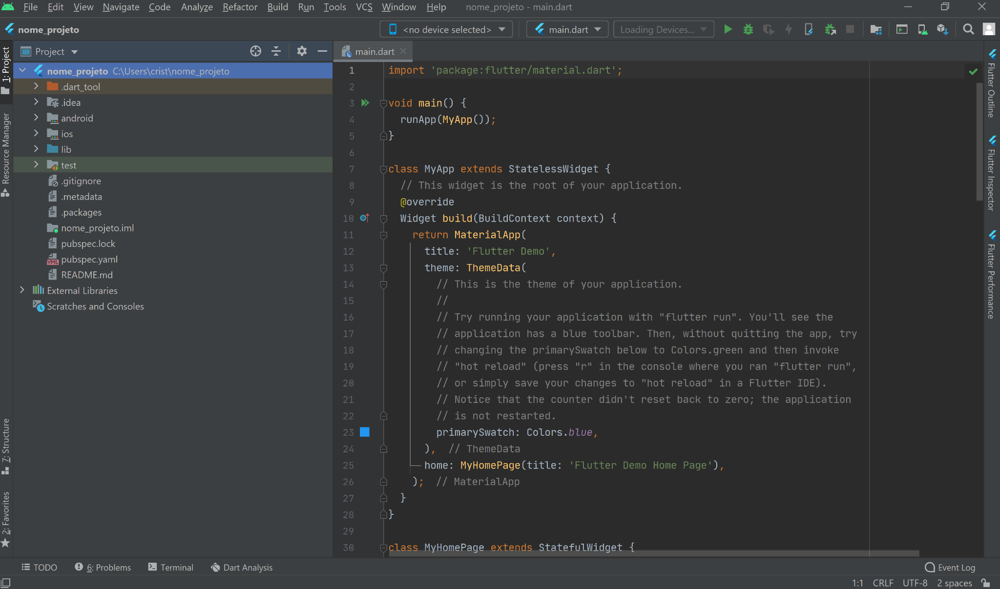 File Edit View Navigate Code Analyze Refactor Build Run Tools VCS Window Help nome_projeto - main.dart
nome_projeto <no device selected> main.dart Loading Devices...
1: Project
Resource Manager
7: Structure
2: Favorites
Project
nome_projeto C:\Users\crist\nome_projeto
.dart_tool
.idea
android
ios
lib
test
.gitignore
.metadata
.packages
nome_projeto.iml
pubspec.lock
YML pubspec.yaml
README.md
External Libraries
Scratches and Consoles
main.dart
1 import 'package:flutter/material.dart';
2
3 void main() {
4 runApp(MyApp());
5 }
6
7 class MyApp extends StatelessWidget {
8 // This widget is the root of your application.
9 @override
10 Widget build(BuildContext context) {
11 return MaterialApp(
12 title: 'Flutter Demo',
13 theme: ThemeData(
14 // This is the theme of your application.
15 //
16 // Try running your application with "flutter run". You'll see the
17 // application has a blue toolbar. Then, without quitting the app, try
18 // changing the primarySwatch below to Colors.green and then invoke
19 // "hot reload" (press "r" in the console where you ran "flutter run",
20 // or simply save your changes to "hot reload" in a Flutter IDE).
21 // Notice that the counter didn't reset back to zero; the application
22 // is not restarted.
23 primarySwatch: Colors.blue,
24 ), // ThemeData
25 home: MyHomePage(title: 'Flutter Demo Home Page'),
26 ); // MaterialApp
27 }
28 }
29
30 class MyHomePage extends StatefulWidget {
Flutter Outline
Flutter Inspector
Flutter Performance
TODO 6: Problems Terminal Dart Analysis Event Log
1:1 CRLF UTF-8 2 spaces